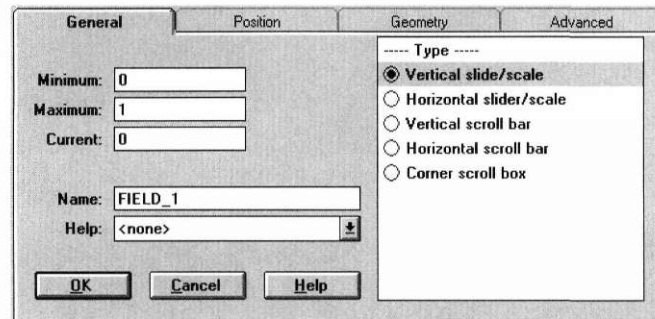 General
Position
Geometry
Advanced
Minimum: 0
Maximum: 1
Current: 0
Name: FIELD_1
Help: <none>
OK
Cancel
Help
----- Type -----
Vertical slide/scale
Horizontal slider/scale
Vertical scroll bar
Horizontal scroll bar
Corner scroll box